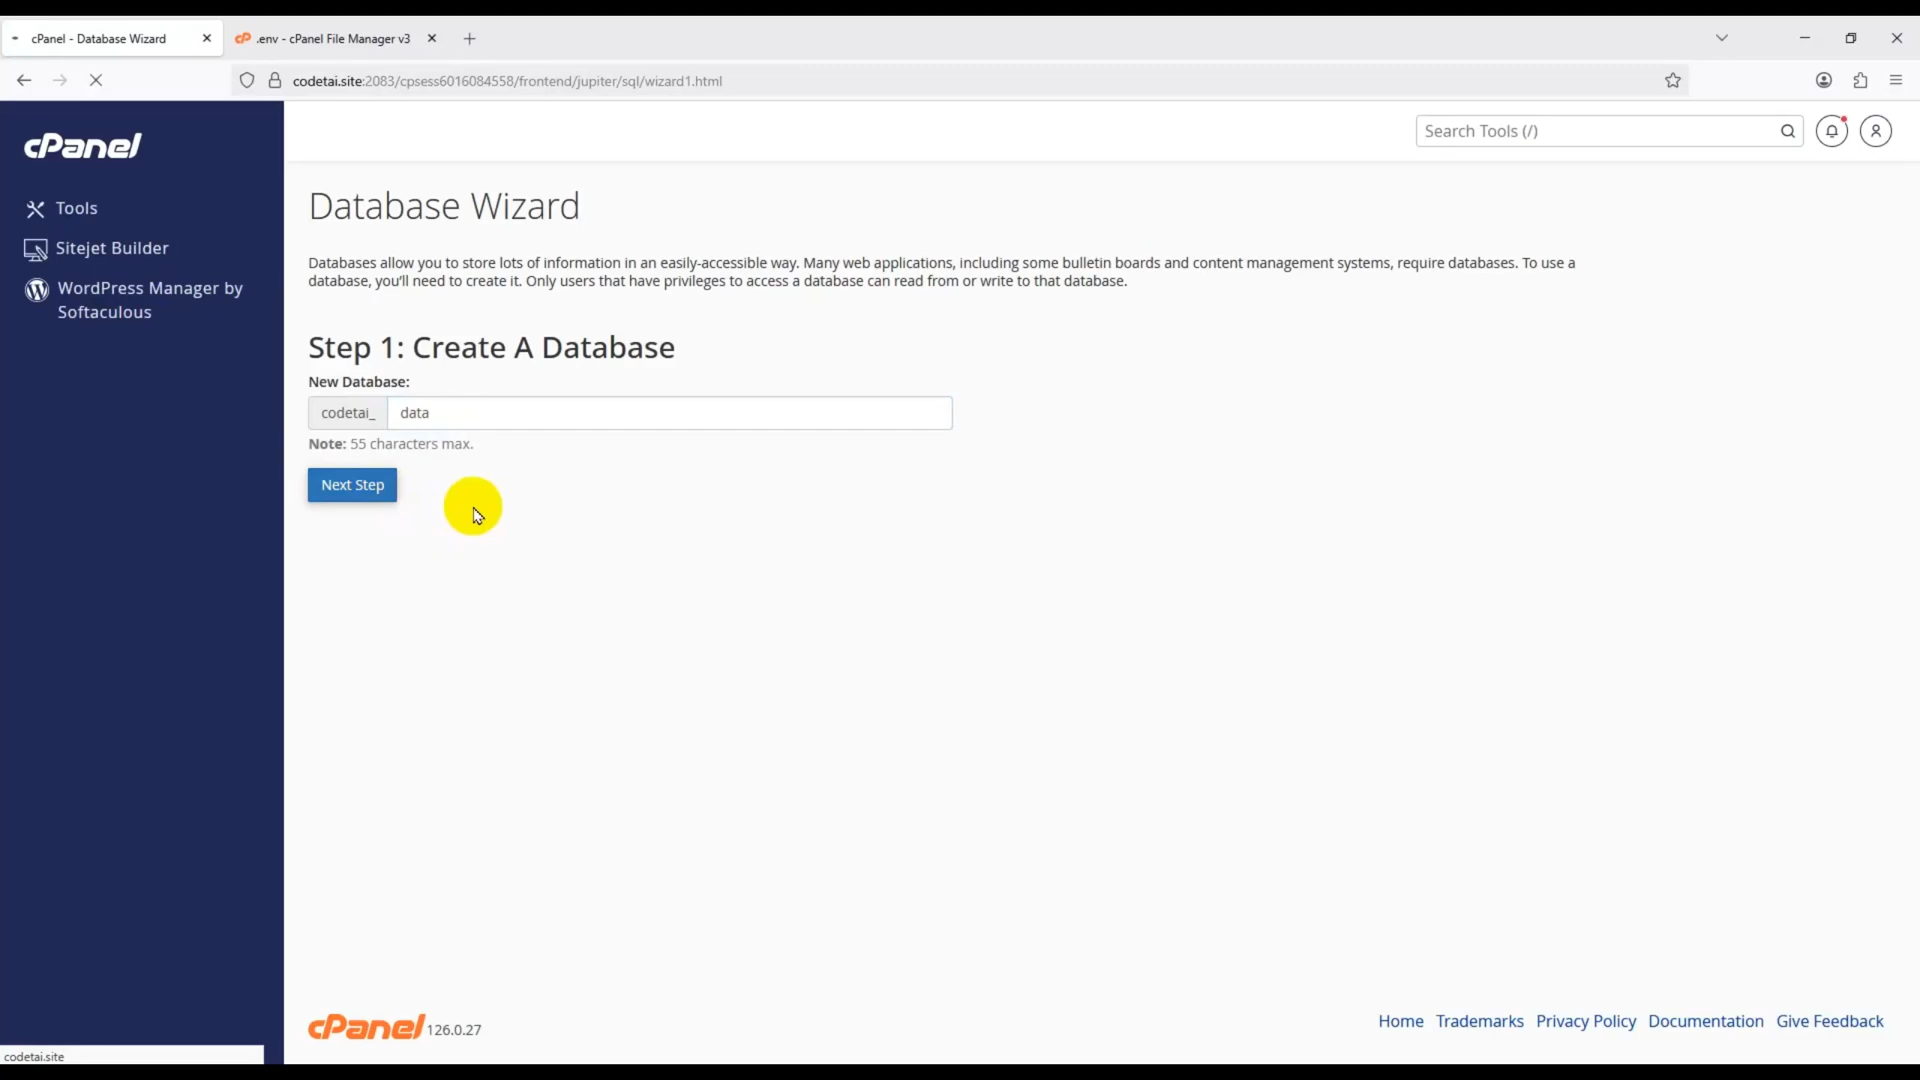 cPanel - Database Wizard
.env - cPanel File Manager v3
codetai.site:2083/cpsess6016084558/frontend/jupiter/sql/wizard1.html
cPanel
Search Tools (/)
Tools
Sitejet Builder
WordPress Manager by
Softaculous
Database Wizard
Databases allow you to store lots of information in an easily-accessible way. Many web applications, including some bulletin boards and content management systems, require databases. To use a
database, you'll need to create it. Only users that have privileges to access a database can read from or write to that database.
Step 1: Create A Database
New Database:
codetai_ data
Note: 55 characters max.
Next Step
cPanel 126.0.27
Home Trademarks Privacy Policy Documentation Give Feedback
codetai.site